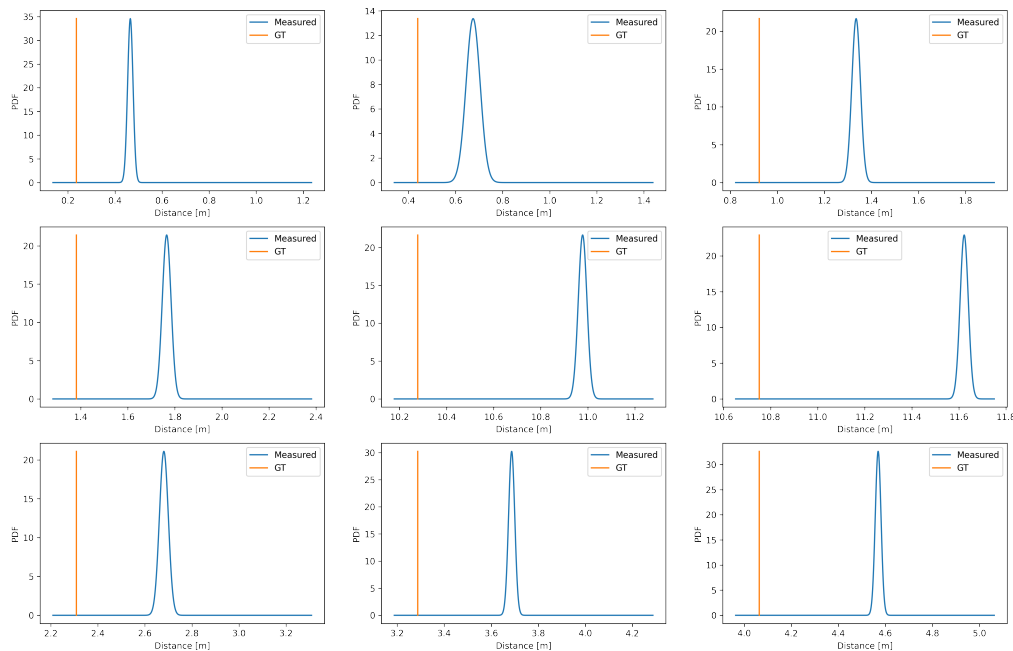 35
30
25
20
15
10
5
0
PDF
Measured
GT
0.2 0.4 0.6 0.8 1.0 1.2
Distance [m]
14
12
10
8
6
4
2
0
PDF
Measured
GT
0.4 0.6 0.8 1.0 1.2 1.4
Distance [m]
20
15
10
5
0
PDF
Measured
GT
0.8 1.0 1.2 1.4 1.6 1.8
Distance [m]
20
15
10
5
0
PDF
Measured
GT
1.4 1.6 1.8 2.0 2.2 2.4
Distance [m]
20
15
10
5
0
PDF
Measured
GT
10.2 10.4 10.6 10.8 11.0 11.2
Distance [m]
20
15
10
5
0
PDF
Measured
GT
10.6 10.8 11.0 11.2 11.4 11.6 11.8
Distance [m]
20
15
10
5
0
PDF
Measured
GT
2.2 2.4 2.6 2.8 3.0 3.2
Distance [m]
30
25
20
15
10
5
0
PDF
Measured
GT
3.2 3.4 3.6 3.8 4.0 4.2
Distance [m]
30
25
20
15
10
5
0
PDF
Measured
GT
4.0 4.2 4.4 4.6 4.8 5.0
Distance [m]